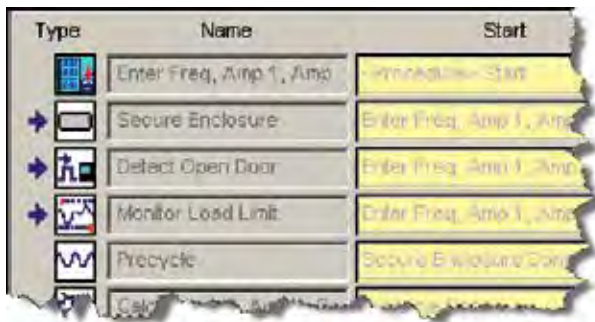 Type Name Start
Enter Freq, Amp 1, Amp - Procedure - Start
Secure Enclosure Enter Freq, Amp 1, Amp
Detect Open Door Enter Freq, Amp 1, Amp
Monitor Load Limit Enter Freq, Amp 1, Amp
Precycle Secure Enclosure